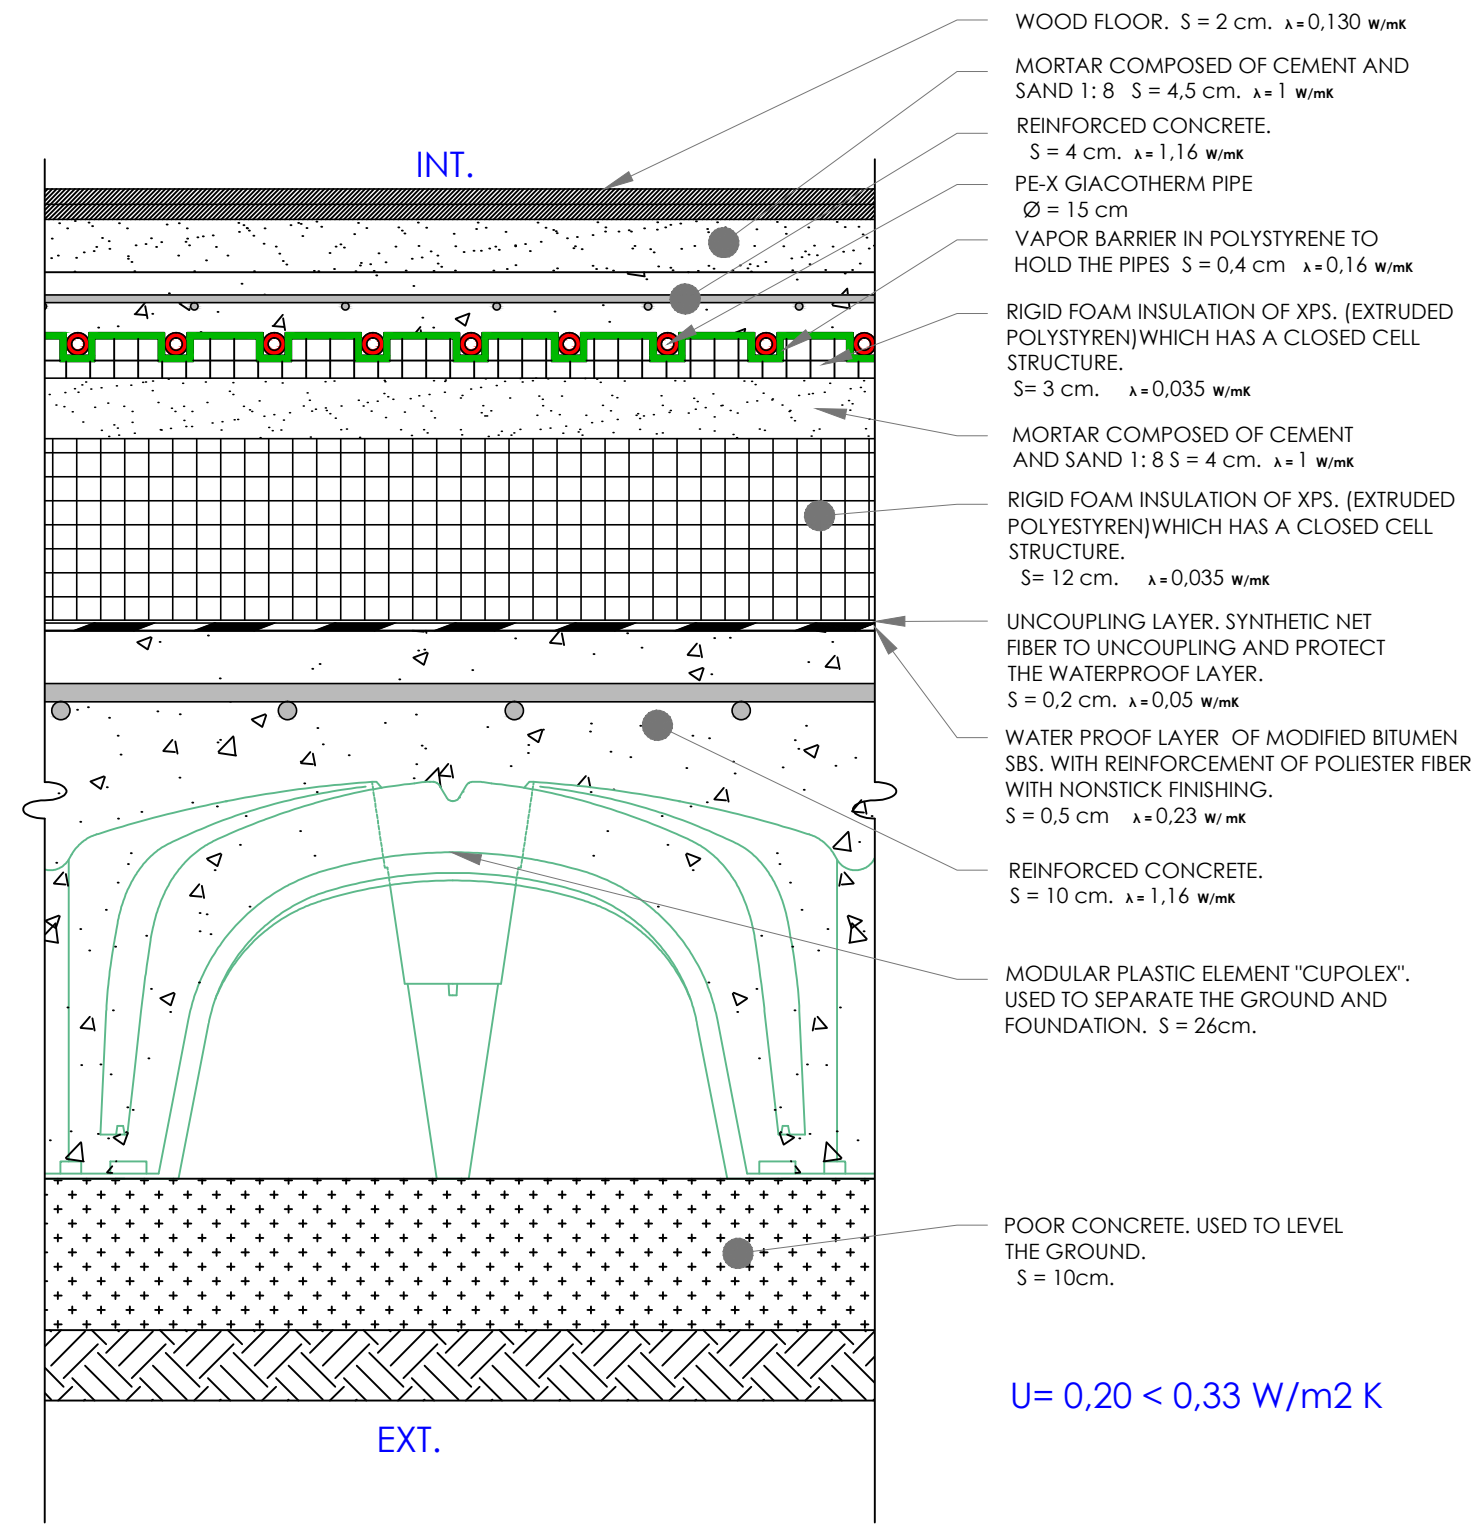 WOOD FLOOR. S = 2 cm. λ = 0,130 W/mK
MORTAR COMPOSED OF CEMENT AND
SAND 1: 8 S = 4,5 cm. λ = 1 W/mK
REINFORCED CONCRETE.
S = 4 cm. λ = 1,16 W/mK
PE-X GIACOTHERM PIPE
Ø = 15 cm
VAPOR BARRIER IN POLYSTYRENE TO
HOLD THE PIPES S = 0,4 cm λ = 0,16 W/mK
RIGID FOAM INSULATION OF XPS. (EXTRUDED
POLYSTYREN)WHICH HAS A CLOSED CELL
STRUCTURE.
S= 3 cm. λ = 0,035 W/mK
MORTAR COMPOSED OF CEMENT
AND SAND 1: 8 S = 4 cm. λ = 1 W/mK
RIGID FOAM INSULATION OF XPS. (EXTRUDED
POLYESTYREN)WHICH HAS A CLOSED CELL
STRUCTURE.
S= 12 cm. λ = 0,035 W/mK
UNCOUPLING LAYER. SYNTHETIC NET
FIBER TO UNCOUPLING AND PROTECT
THE WATERPROOF LAYER.
S = 0,2 cm. λ = 0,05 W/mK
WATER PROOF LAYER OF MODIFIED BITUMEN
SBS. WITH REINFORCEMENT OF POLIESTER FIBER
WITH NONSTICK FINISHING.
S = 0,5 cm λ = 0,23 W/ mK
REINFORCED CONCRETE.
S = 10 cm. λ = 1,16 W/mK
MODULAR PLASTIC ELEMENT "CUPOLEX".
USED TO SEPARATE THE GROUND AND
FOUNDATION. S = 26cm.
POOR CONCRETE. USED TO LEVEL
THE GROUND.
S = 10cm.
U= 0,20 < 0,33 W/m2 K
INT.
EXT.